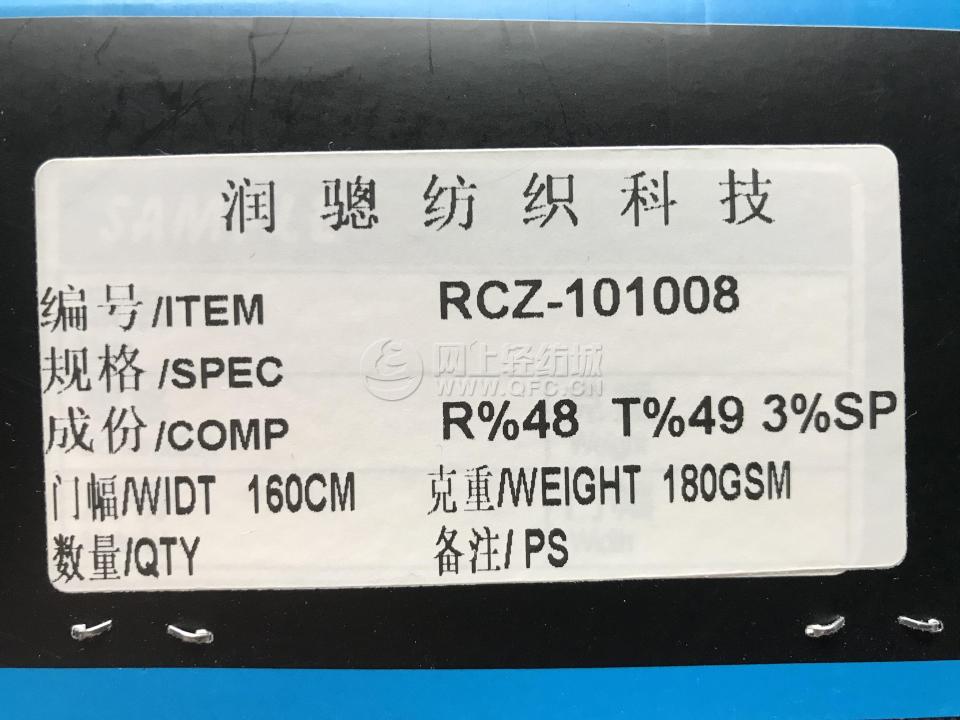 润骢纺织科技
编号/ITEM RCZ-101008
规格/SPEC
网上轻纺城
WWW.QFC.CN
成份/COMP R%48 T%49 3%SP
门幅/WIDT 160CM 克重/WEIGHT 180GSM
数量/QTY 备注/PS